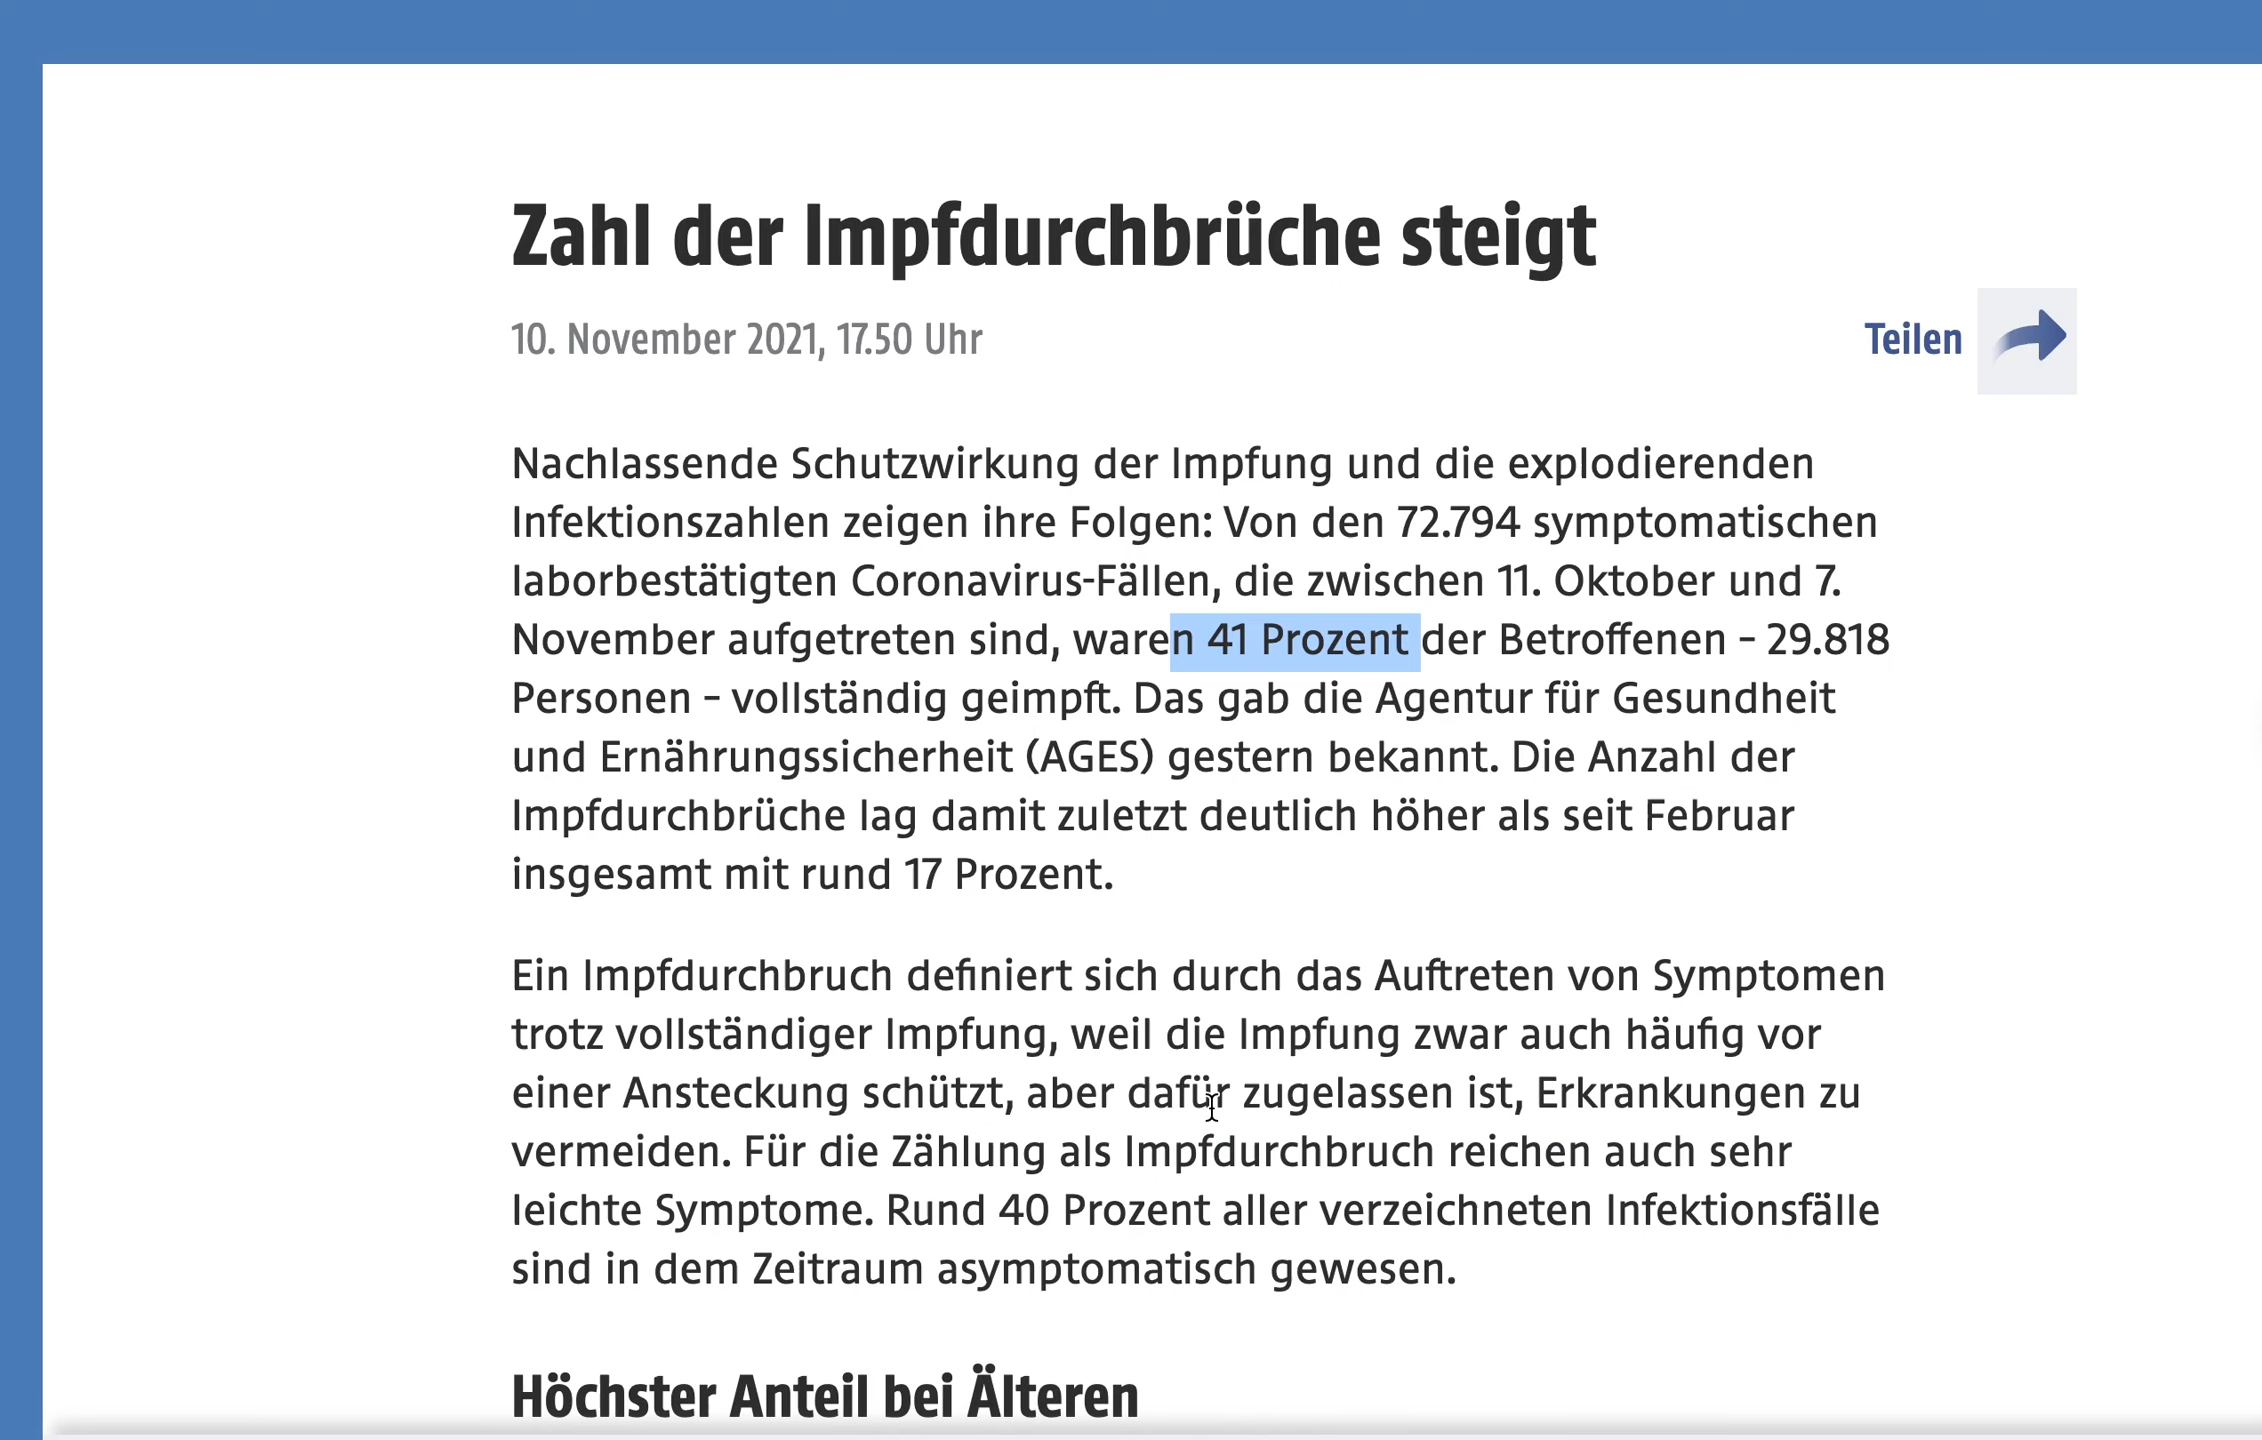 Zahl der Impfdurchbrüche steigt
10. November 2021, 17.50 Uhr
Teilen
Nachlassende Schutzwirkung der Impfung und die explodierenden
Infektionszahlen zeigen ihre Folgen: Von den 72.794 symptomatischen
laborbestätigten Coronavirus-Fällen, die zwischen 11. Oktober und 7.
November aufgetreten sind, waren 41 Prozent der Betroffenen – 29.818
Personen – vollständig geimpft. Das gab die Agentur für Gesundheit
und Ernährungssicherheit (AGES) gestern bekannt. Die Anzahl der
Impfdurchbrüche lag damit zuletzt deutlich höher als seit Februar
insgesamt mit rund 17 Prozent.
Ein Impfdurchbruch definiert sich durch das Auftreten von Symptomen
trotz vollständiger Impfung, weil die Impfung zwar auch häufig vor
einer Ansteckung schützt, aber dafür zugelassen ist, Erkrankungen zu
vermeiden. Für die Zählung als Impfdurchbruch reichen auch sehr
leichte Symptome. Rund 40 Prozent aller verzeichneten Infektionsfälle
sind in dem Zeitraum asymptomatisch gewesen.
Höchster Anteil bei Älteren